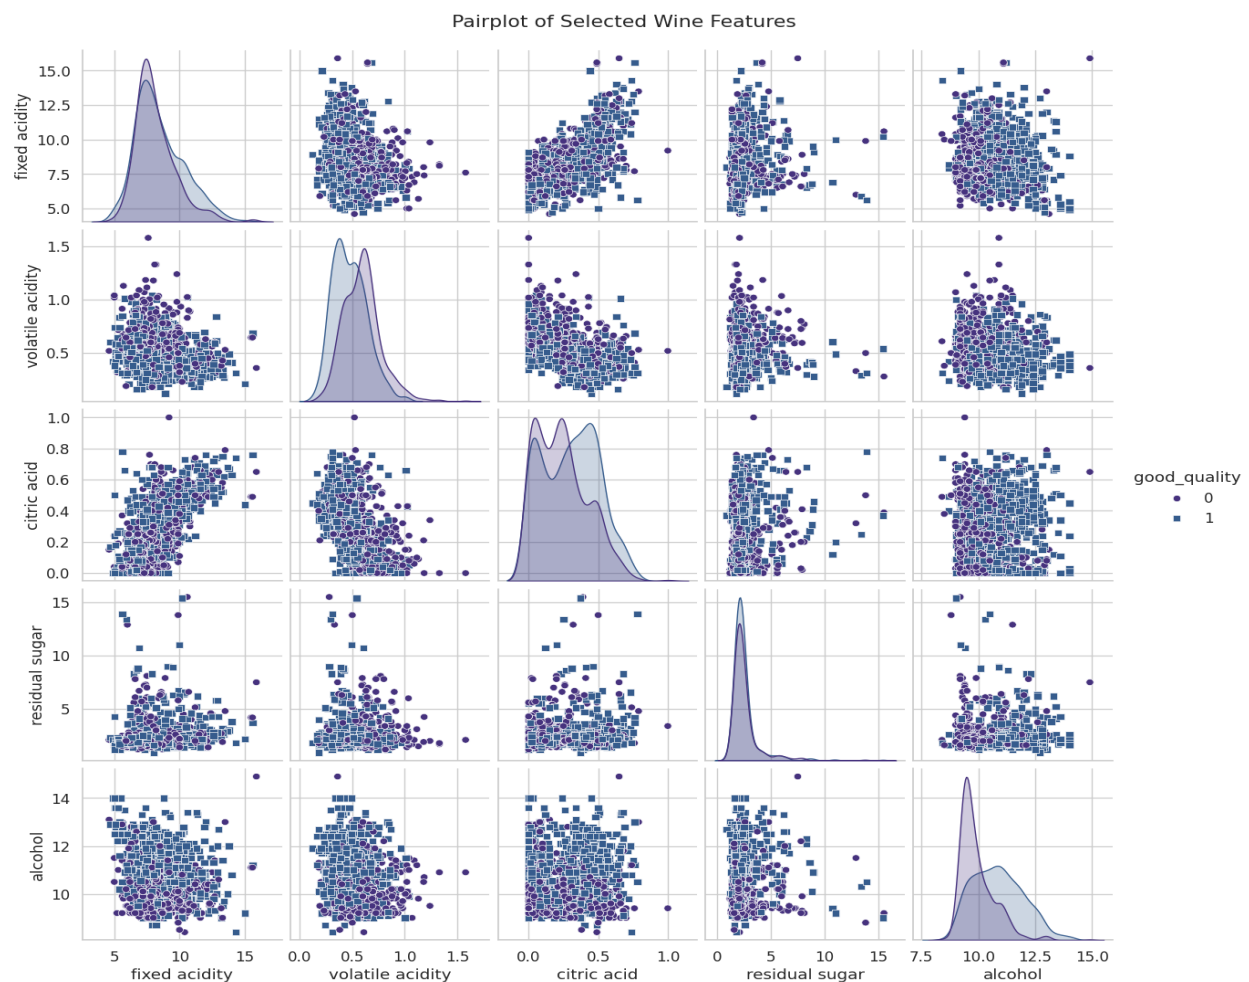 Pairplot of Selected Wine Features
fixed acidity
15.0
12.5
10.0
7.5
5.0
volatile acidity
1.5
1.0
0.5
citric acid
1.0
0.8
0.6
0.4
0.2
0.0
residual sugar
15
10
5
alcohol
14
12
10
5 10 15
fixed acidity
0.0 0.5 1.0 1.5
volatile acidity
0.0 0.5 1.0
citric acid
0 5 10 15
residual sugar
7.5 10.0 12.5 15.0
alcohol
good_quality
0
1